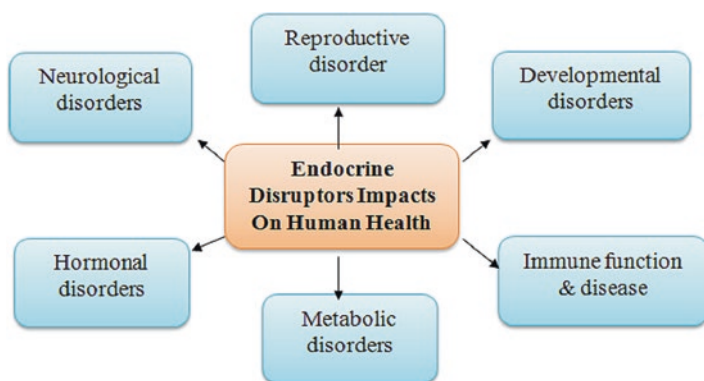 Reproductive
disorder
Neurological
disorders
Developmental
disorders
Endocrine
Disruptors Impacts
On Human Health
Hormonal
disorders
Immune function
& disease
Metabolic
disorders